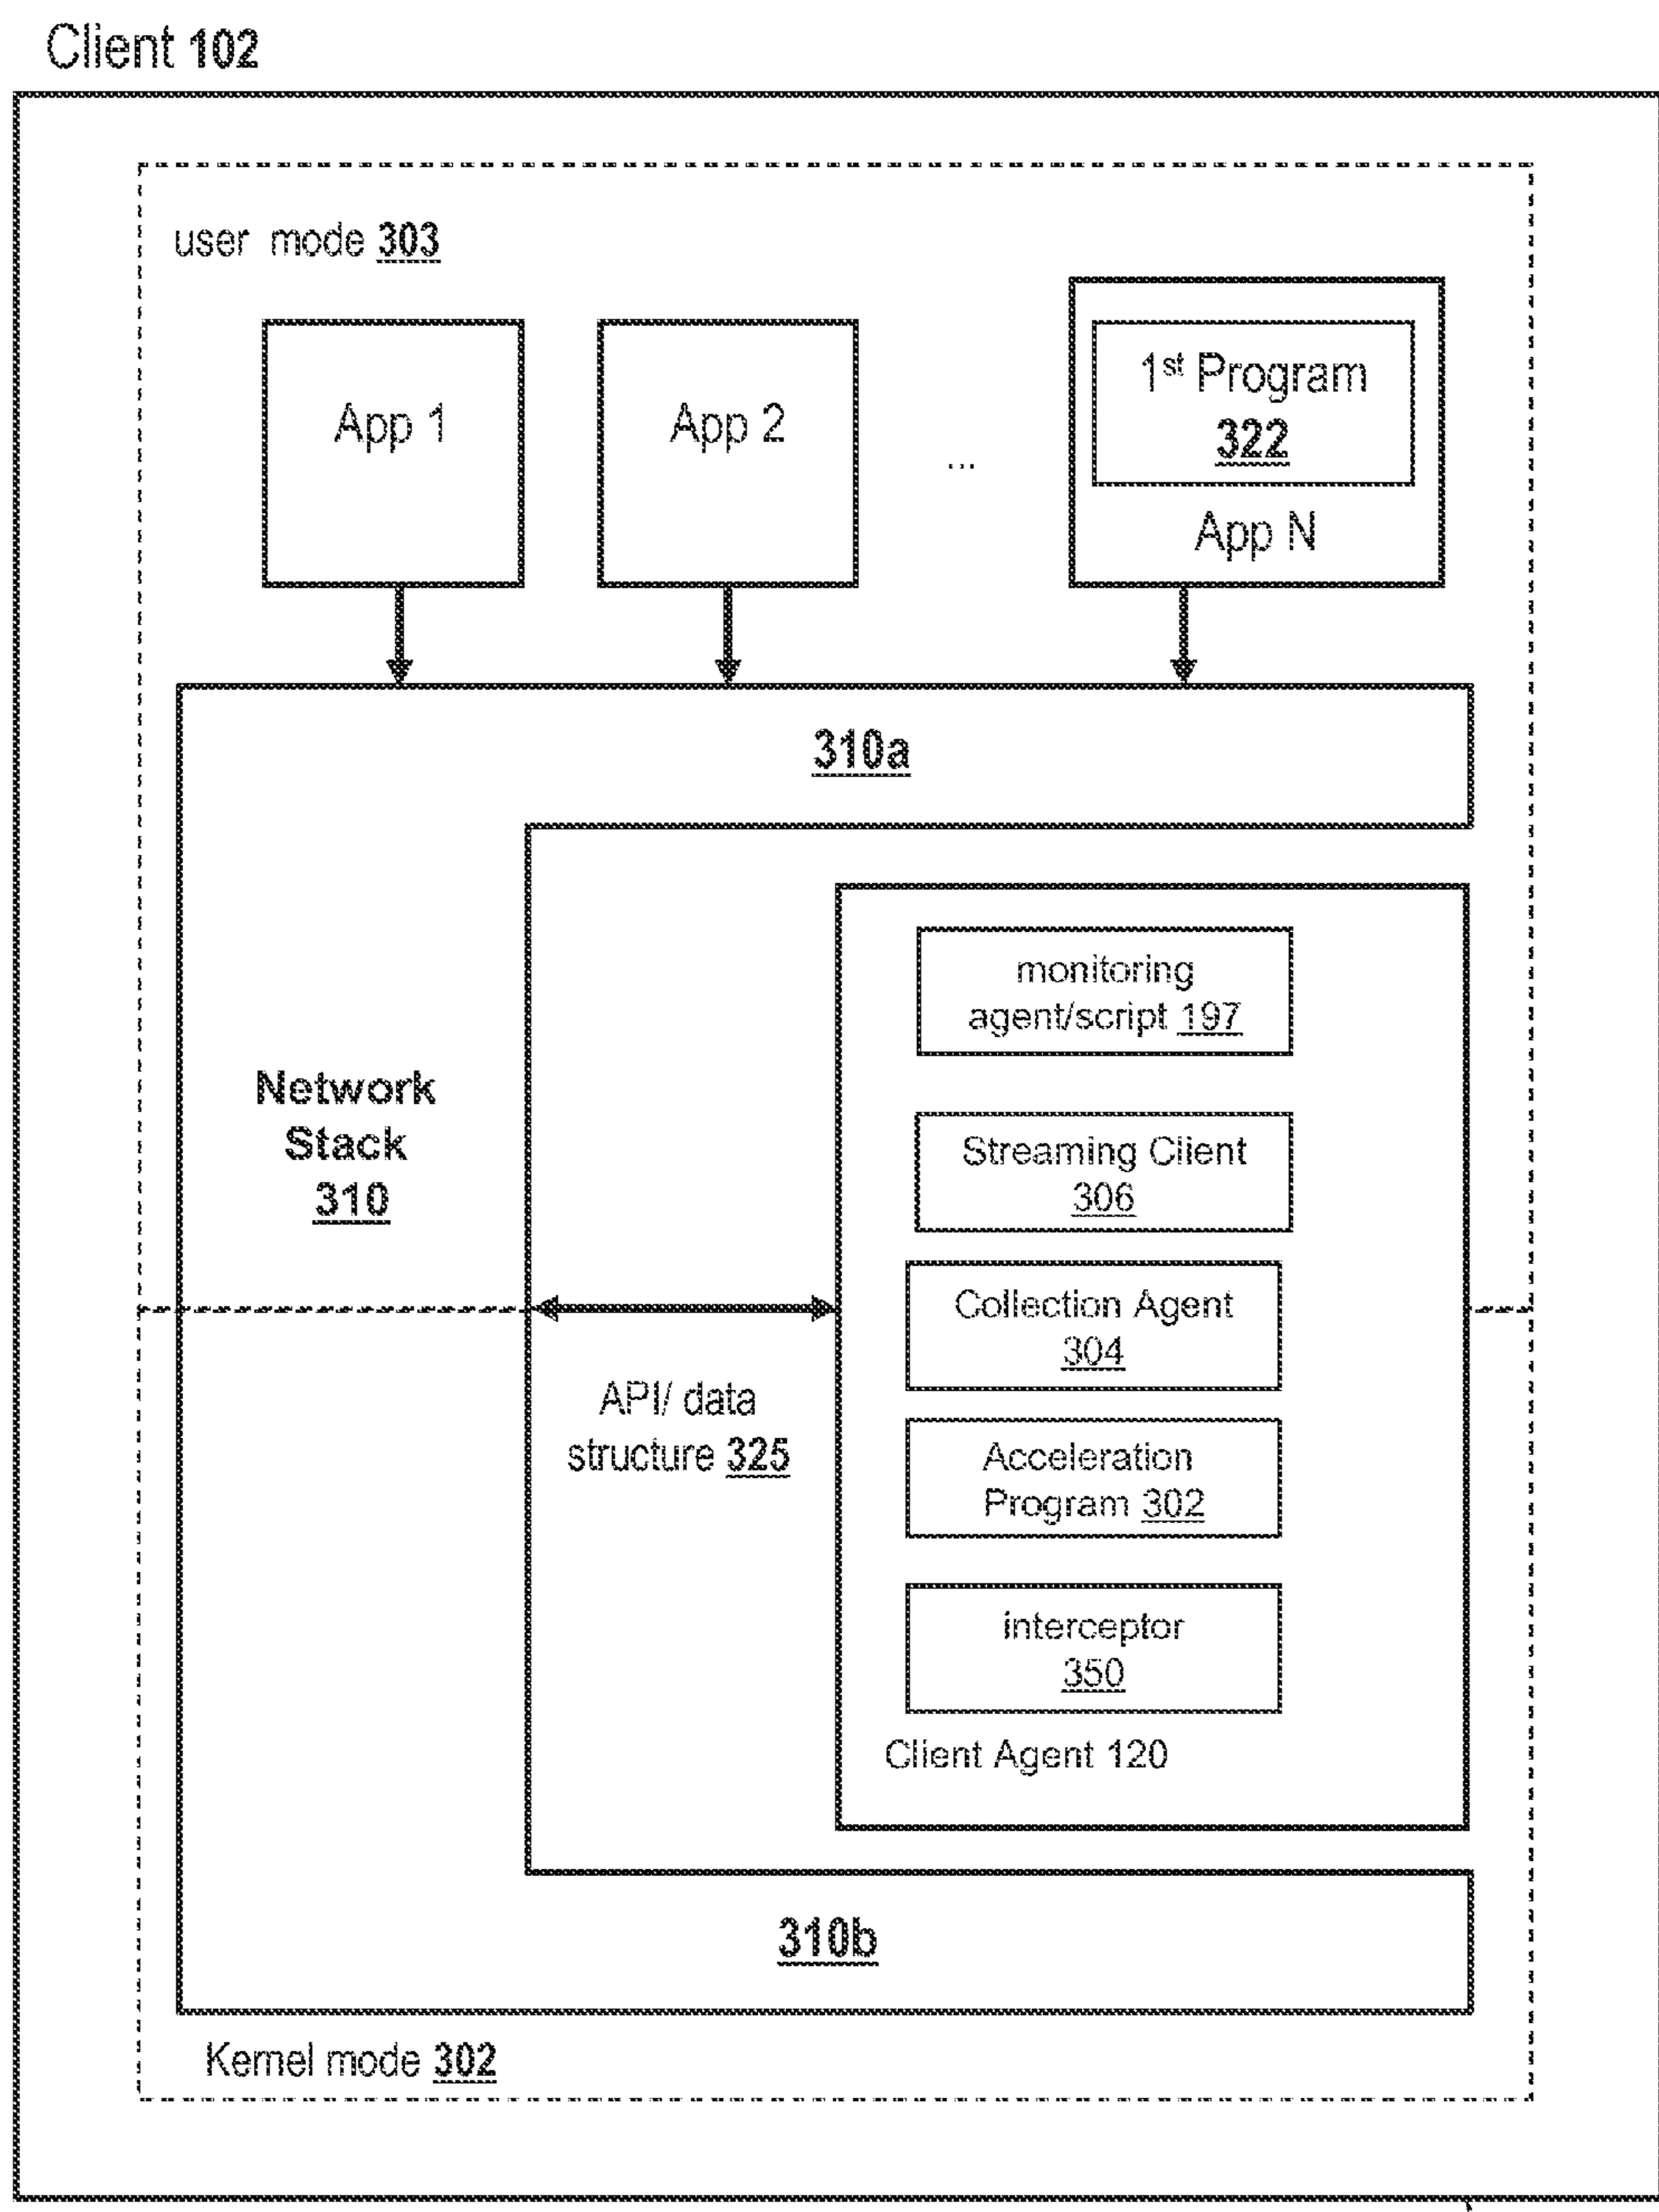 Client 102
user mode 303
App 1
App 2
...
1st Program
322
App N
310a
monitoring
agent/script 197
Streaming Client
306
Network
Stack
310
Collection Agent
304
API/ data
structure 325
Acceleration
Program 302
interceptor
350
Client Agent 120
310b
Kernel mode 302